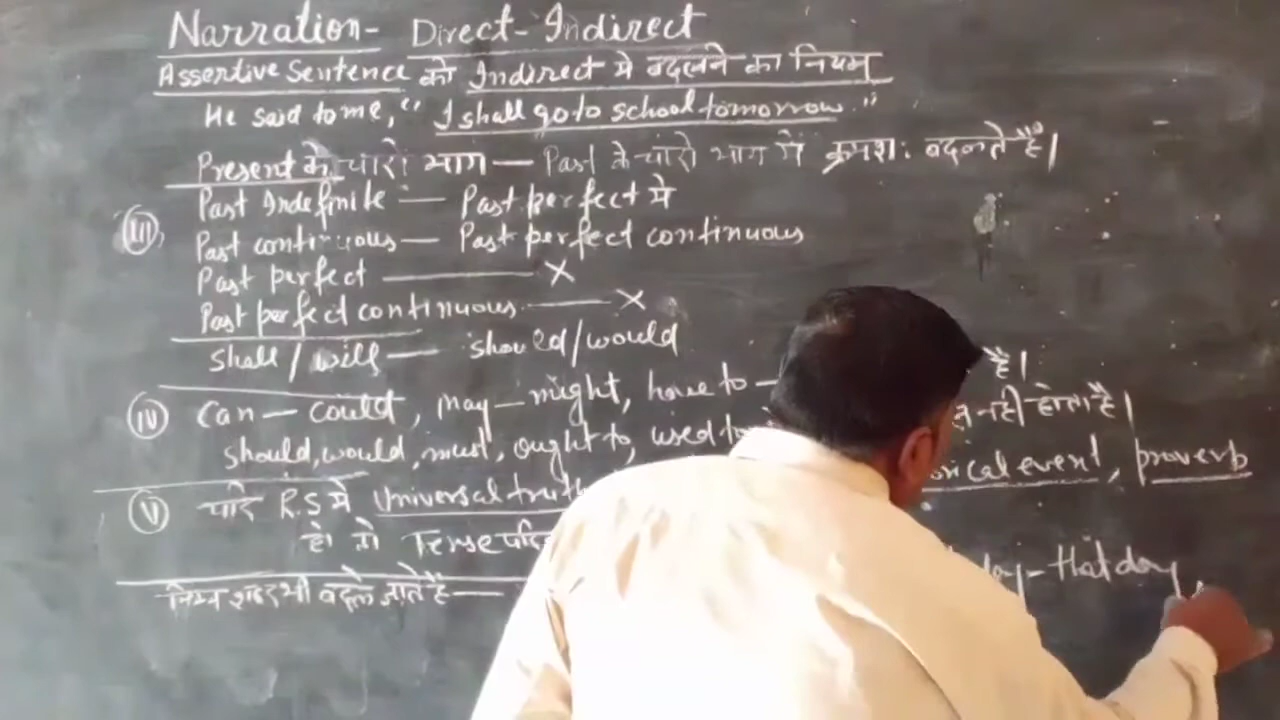 Narration- Direct-Indirect
Assertive Sentence को Indirect मे बदलने का नियम
He said to me, "I shall go to school tomorrow."
Present के चारो भाग — Past के चारो भाग में क्रमश: बदलते हैं।
Past Indefinite — Past perfect मे
III, Past continuous — Past perfect continuous
Past perfect — X
Past perfect continuous — X
Shall / will — should/would
IV Can — could, may — might, have to — है।
should, would, must, ought to, used to नही होता है।
V यदि R.S मे Universal truth event, proverb
हो तो Tense
निम्न शब्द भी बदले जाते हैं — - that day,